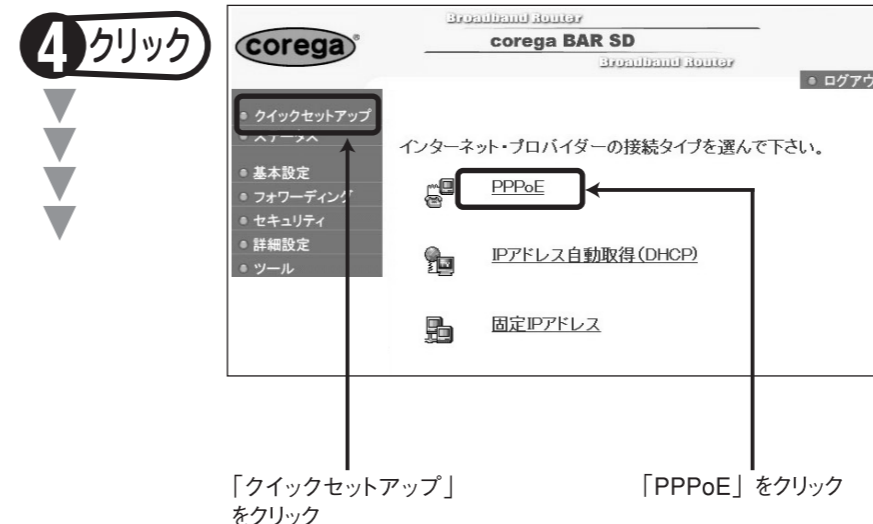 4 クリック
corega®
Broadband Router
corega BAR SD
Broadband Router
ログアウ
クイックセットアップ
ステータス
基本設定
フォワーディング
セキュリティ
詳細設定
ツール
インターネット・プロバイダーの接続タイプを選んで下さい。
PPPoE
IPアドレス自動取得(DHCP)
固定IPアドレス
「クイックセットアップ」
をクリック
「PPPoE」をクリック